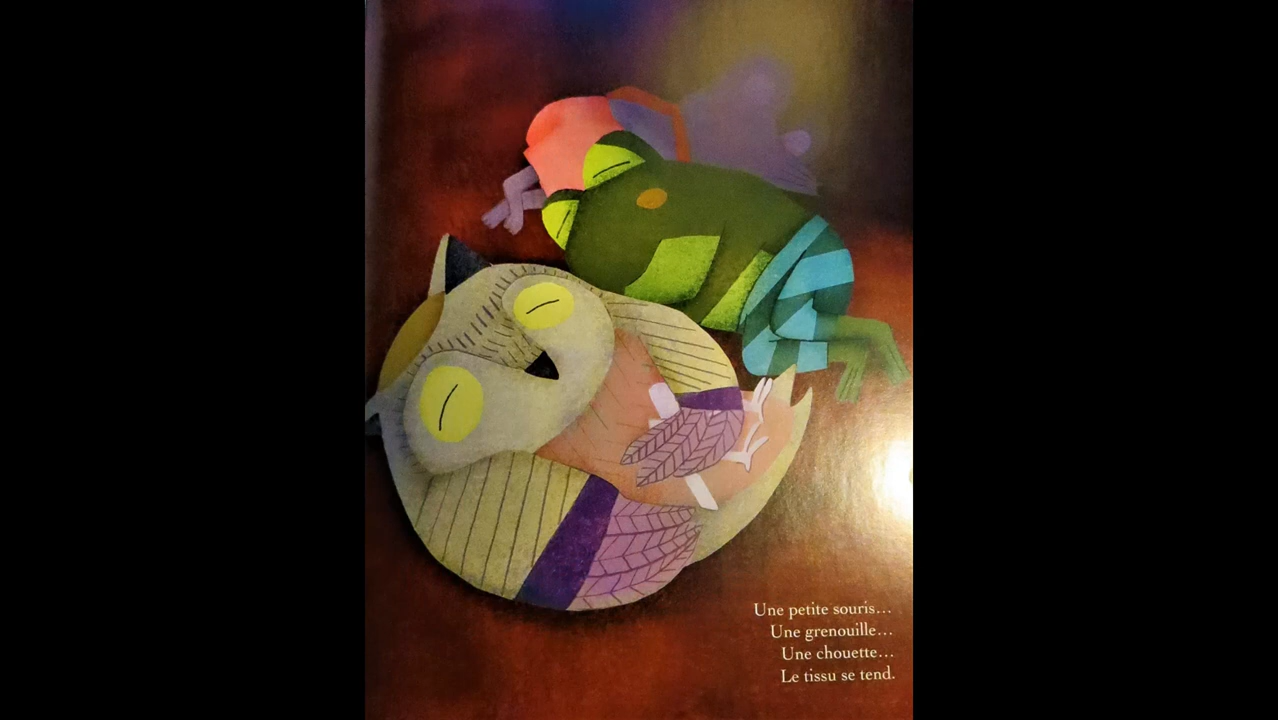 Une petite souris…
Une grenouille…
Une chouette…
Le tissu se tend.